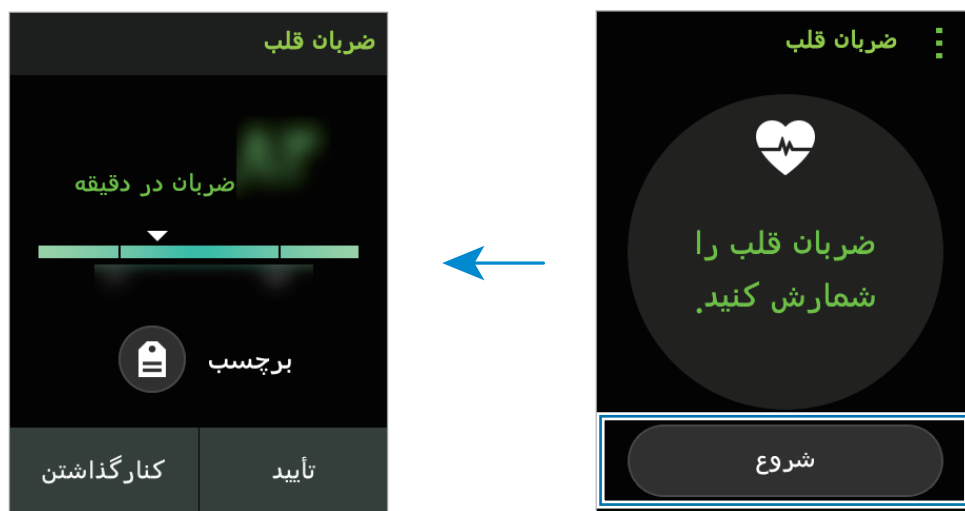 ضربان قلب
ضربان قلب را
شمارش کنید.
شروع
ضربان قلب
ضربان در دقیقه
برچسب
تأیید
کنارگذاشتن